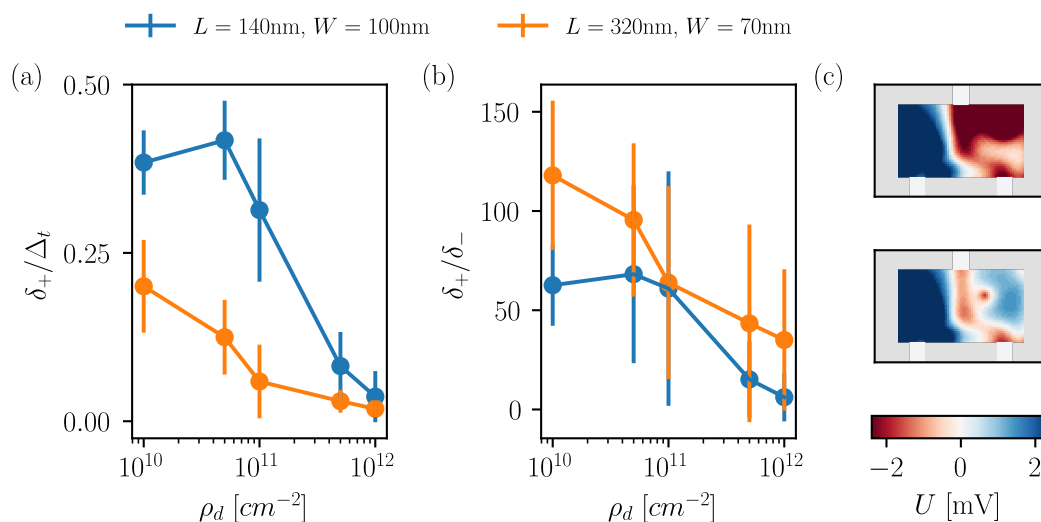 L = 140nm, W = 100nm
L = 320nm, W = 70nm
(a)
0.50
0.25
0.00
δ+/Δt
10^10
10^11
10^12
ρd [cm^−2]
(b)
150
100
50
0
δ+/δ−
10^10
10^11
10^12
ρd [cm^−2]
(c)
−2
0
2
U [mV]